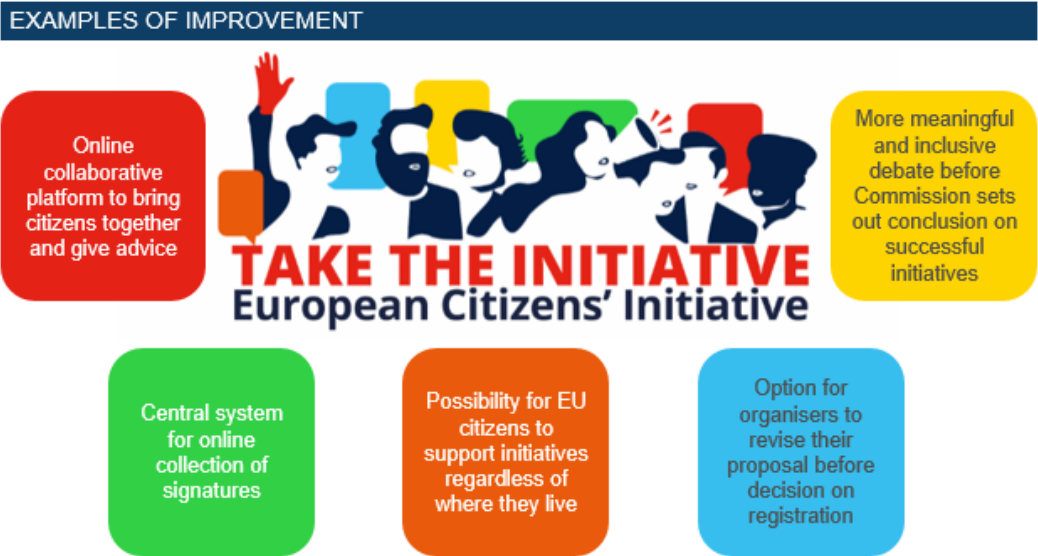 EXAMPLES OF IMPROVEMENT
Online
collaborative
platform to bring
citizens together
and give advice
TAKE THE INITIATIVE
European Citizens' Initiative
More meaningful
and inclusive
debate before
Commission sets
out conclusion on
successful
initiatives
Central system
for online
collection of
signatures
Possibility for EU
citizens to
support initiatives
regardless of
where they live
Option for
organisers to
revise their
proposal before
decision on
registration